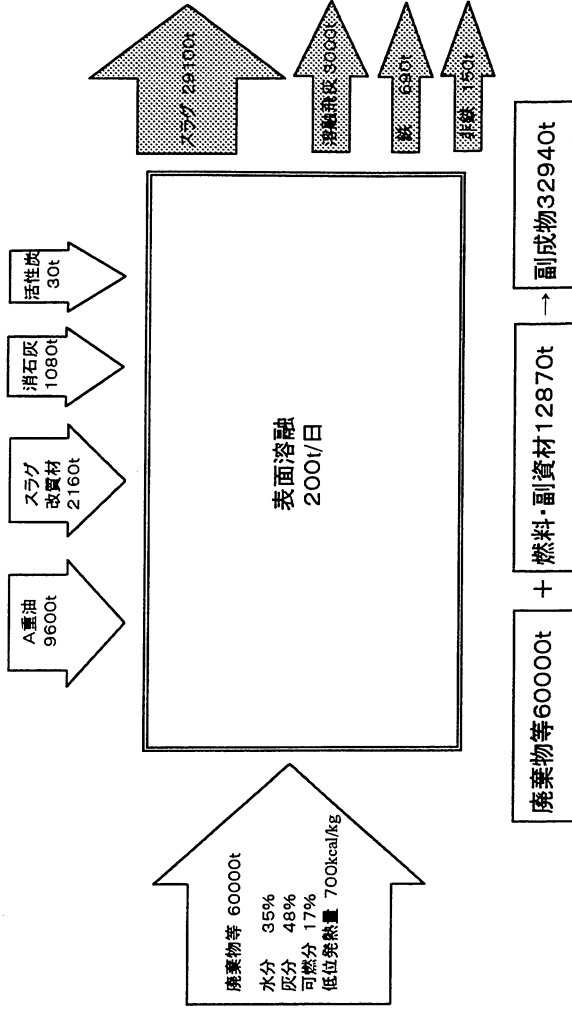 廃棄物等 60000t
水分 35%
灰分 48%
可燃分 17%
低位発熱量 700kcal/kg
A重油
9600t
スラグ
改質材
2160t
消石灰
1080t
活性炭
30t
表面溶融
200t/日
スラグ 29100t
溶融飛灰 3000t
鉄 690t
非鉄 150t
廃棄物等60000t + 燃料・副資材12870t → 副成物32940t